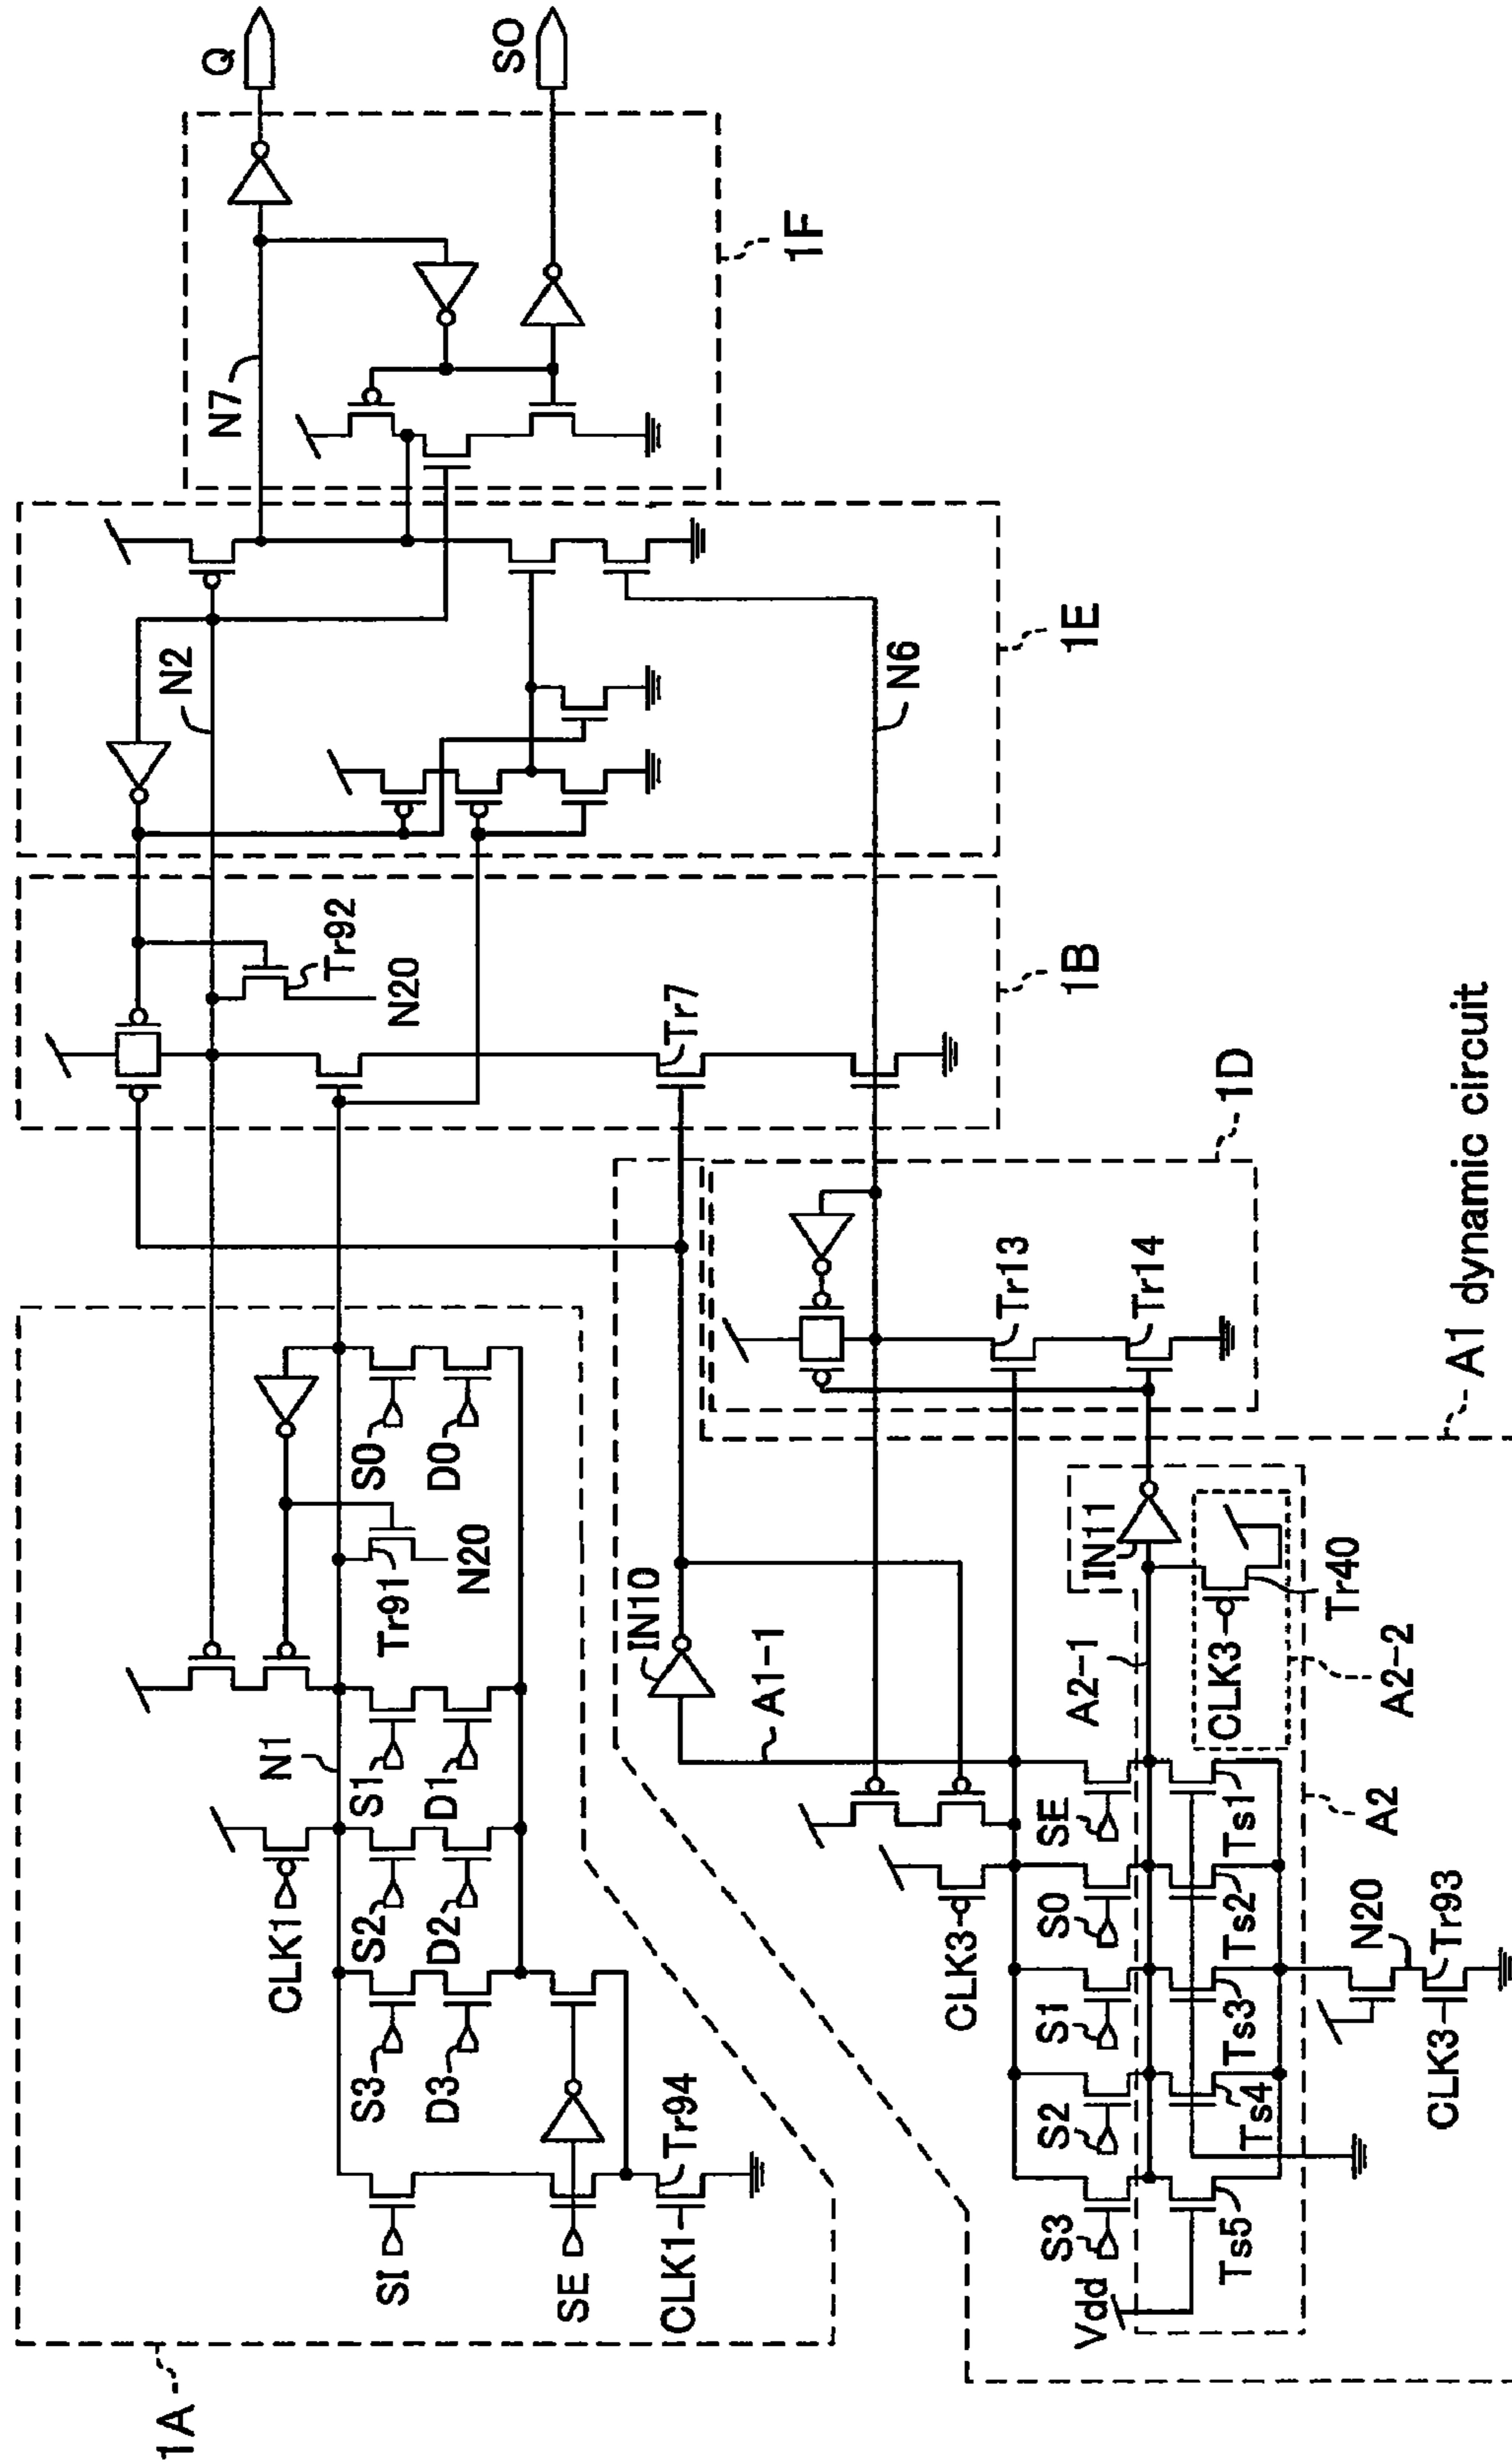 1A
SI
SE
CLK1
Tr94
S3
D3
CLK1
S2
D2
N1
S1
D1
Tr91
N20
S0
D0
Q
SO
N7
1F
N2
N6
1E
Tr92
N20
Tr7
1B
1D
Tr13
Tr14
A1 dynamic circuit
IN10
A1-1
IN11
A2-1
CLK3
Tr40
A2-2
CLK3
SE
S0
S1
S2
S3
Vdd
Ts1
Ts2
Ts3
Ts4
Ts5
A2
N20
Tr93
CLK3